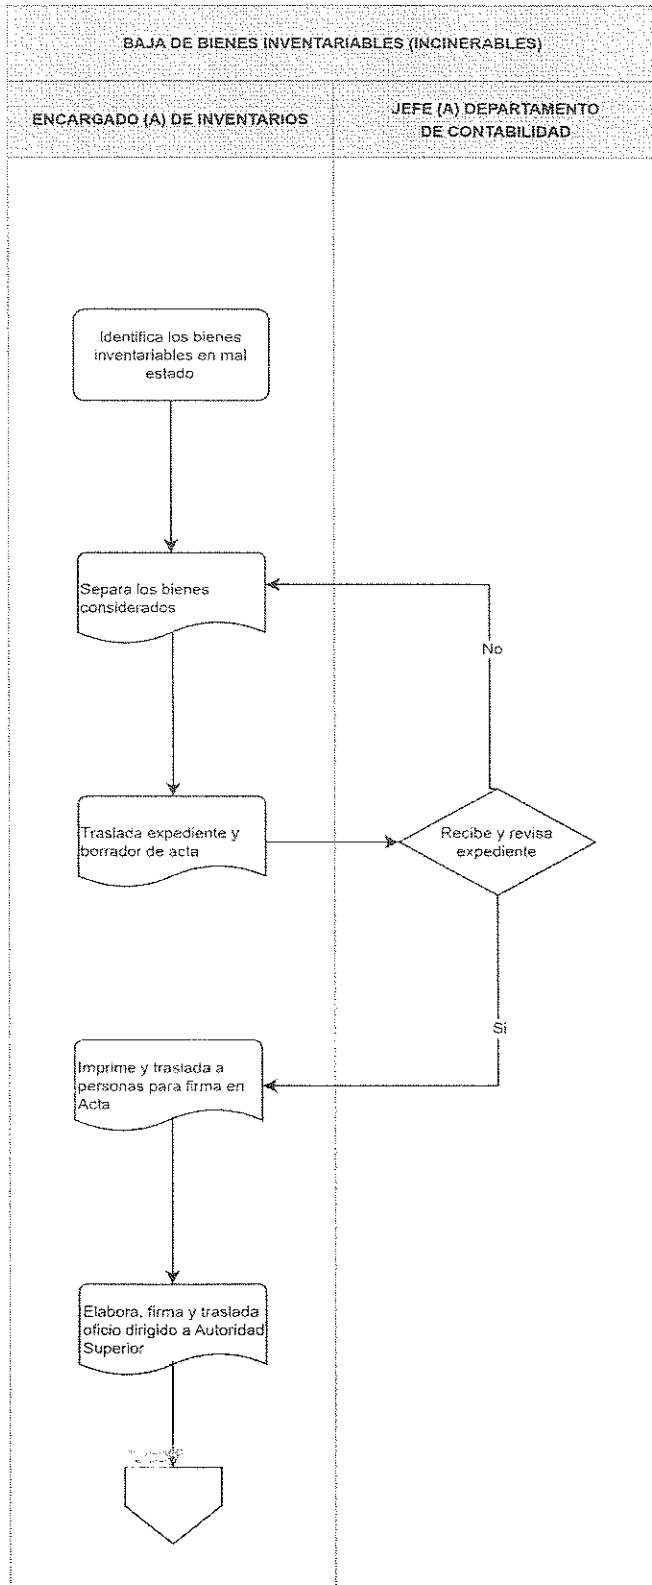 BAJA DE BIENES INVENTARIABLES (INCINERABLES)
ENCARGADO (A) DE INVENTARIOS
JEFE (A) DEPARTAMENTO
DE CONTABILIDAD
Identifica los bienes
inventariables en mal
estado
Separa los bienes
considerados
No
Traslada expediente y
borrador de acta
Recibe y revisa
expediente
Sí
Imprime y traslada a
personas para firma en
Acta
Elabora, firma y traslada
oficio dirigido a Autoridad
Superior